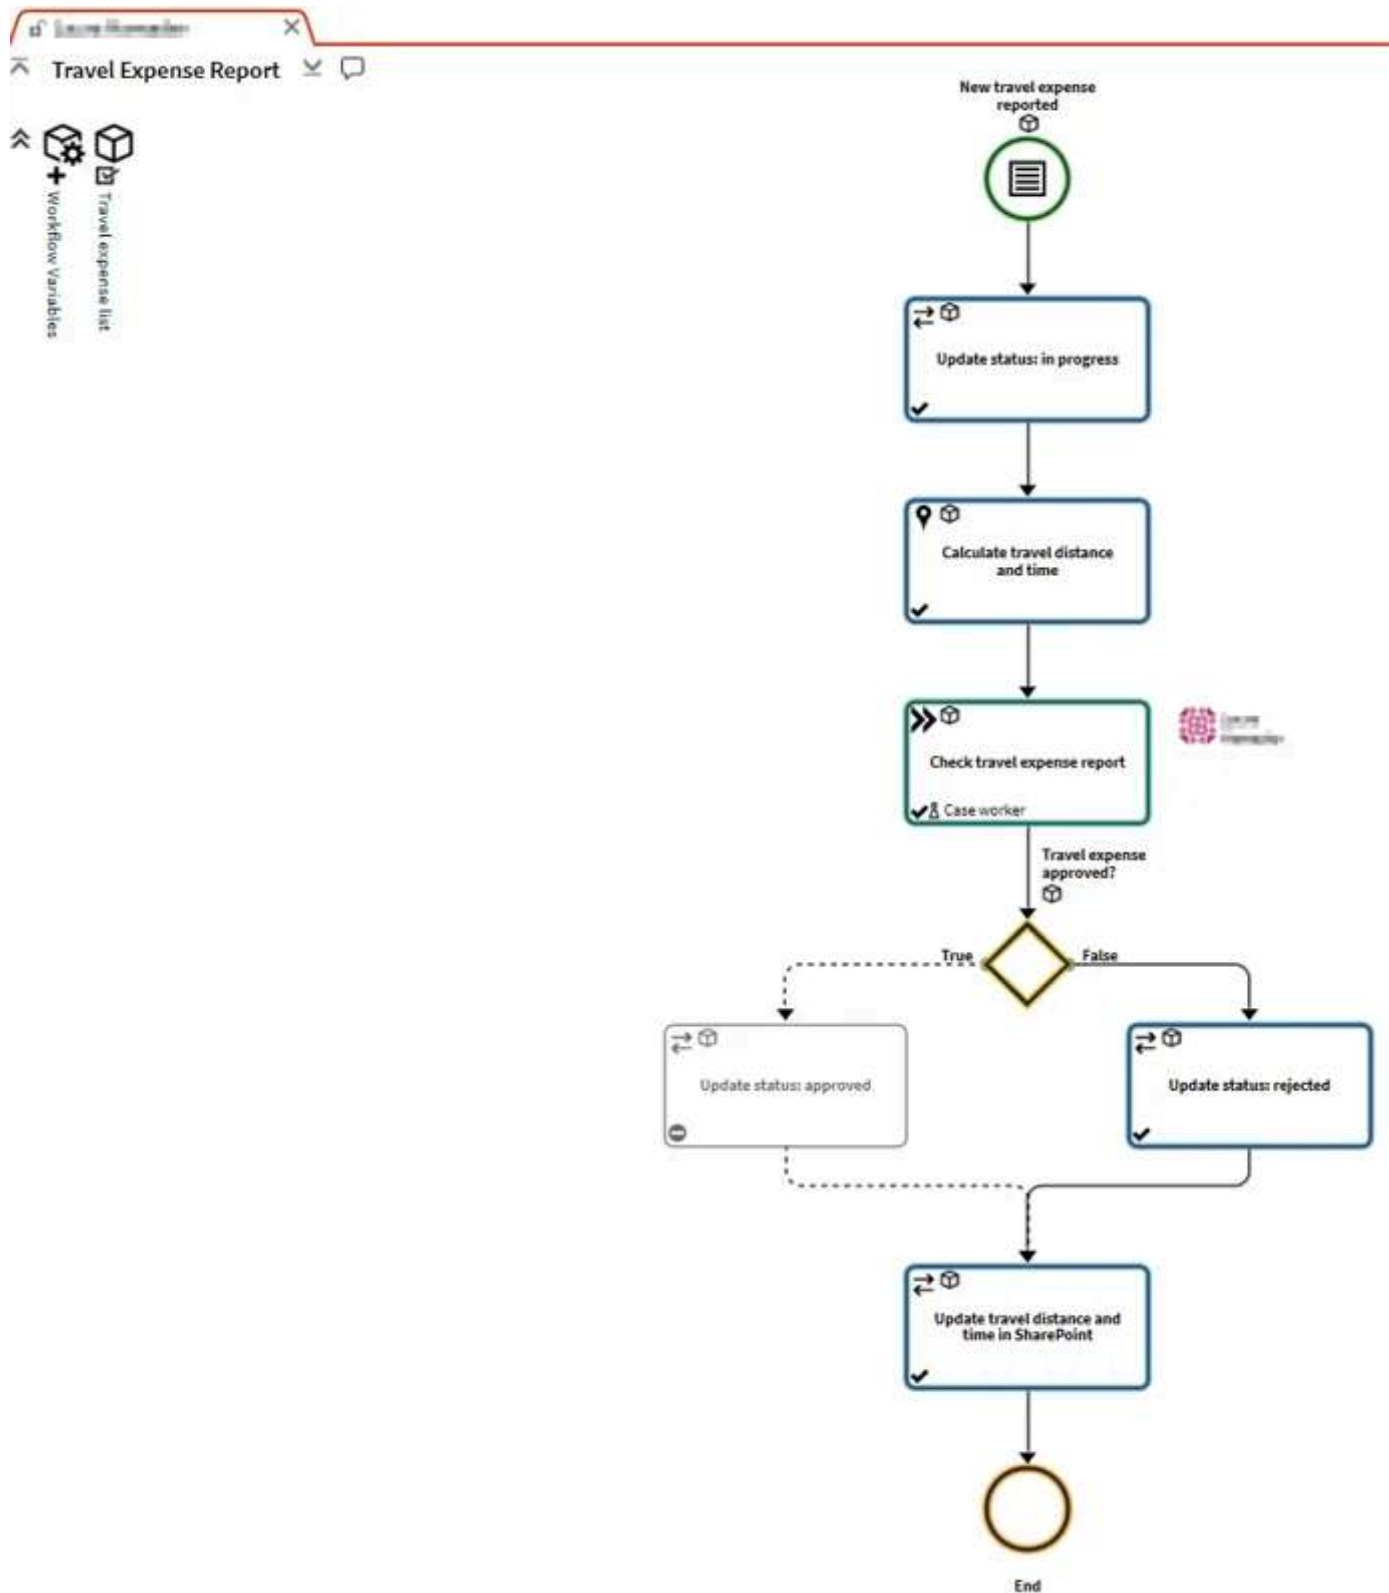 Travel Expense Report
Workflow Variables
Travel expense list
New travel expense
reported
Update status: in progress
Calculate travel distance
and time
Check travel expense report
Case worker
Travel expense
approved?
True
False
Update status: approved
Update status: rejected
Update travel distance and
time in SharePoint
End